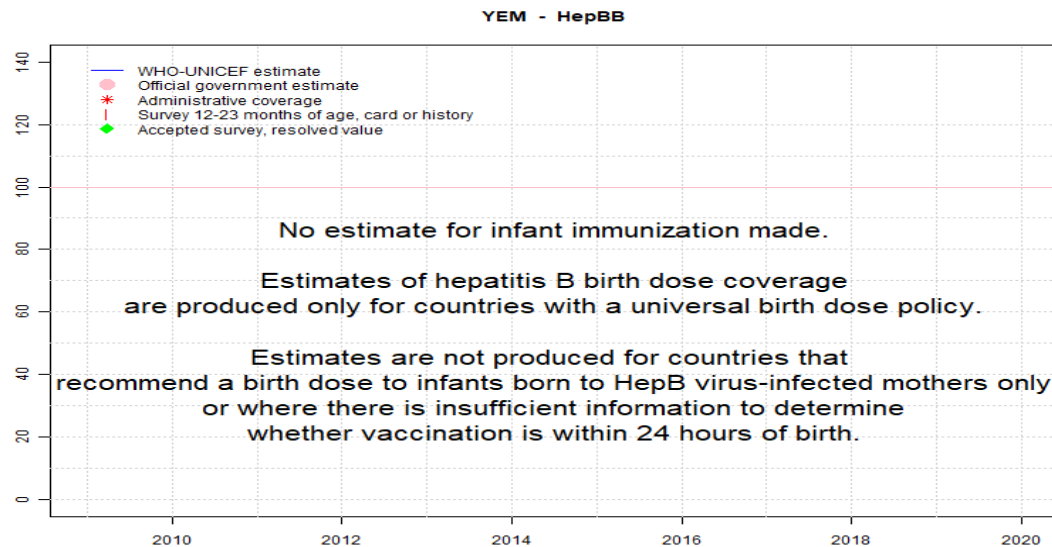 YEM - HepBB
WHO-UNICEF estimate
Official government estimate
Administrative coverage
Survey 12-23 months of age, card or history
Accepted survey, resolved value
No estimate for infant immunization made.
Estimates of hepatitis B birth dose coverage
are produced only for countries with a universal birth dose policy.
Estimates are not produced for countries that
recommend a birth dose to infants born to HepB virus-infected mothers only
or where there is insufficient information to determine
whether vaccination is within 24 hours of birth.
140
120
100
80
60
40
20
0
2010 2012 2014 2016 2018 2020